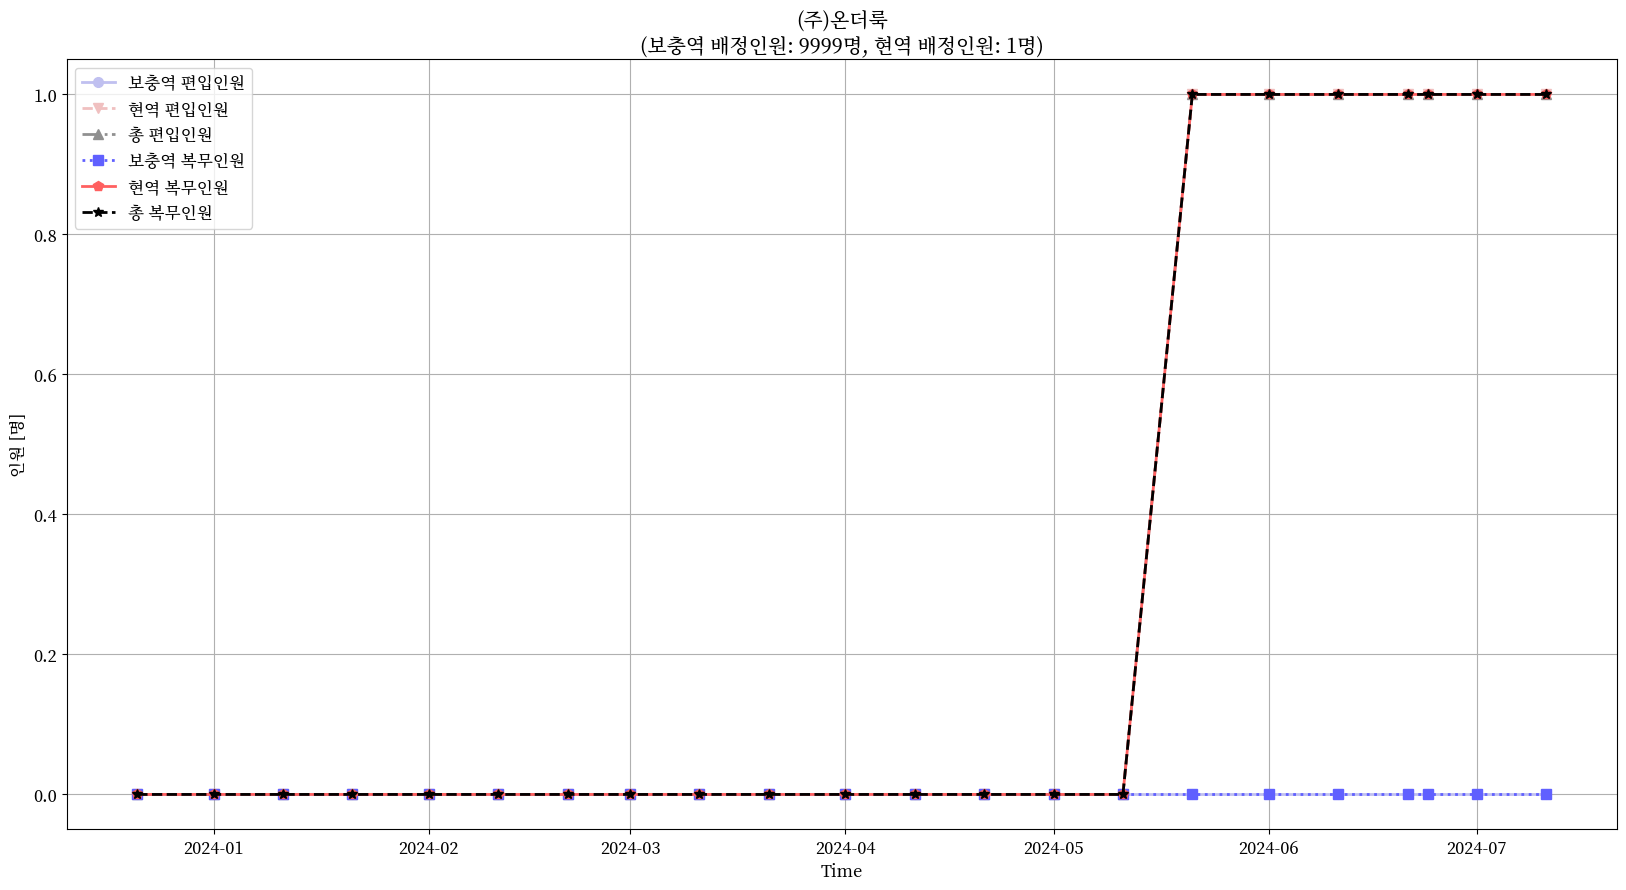 (주)온더룩
(보충역 배정인원: 9999명, 현역 배정인원: 1명)
보충역 편입인원
현역 편입인원
총 편입인원
보충역 복무인원
현역 복무인원
총 복무인원
1.0
0.8
0.6
0.4
0.2
0.0
인원 [명]
2024-01
2024-02
2024-03
2024-04
2024-05
2024-06
2024-07
Time